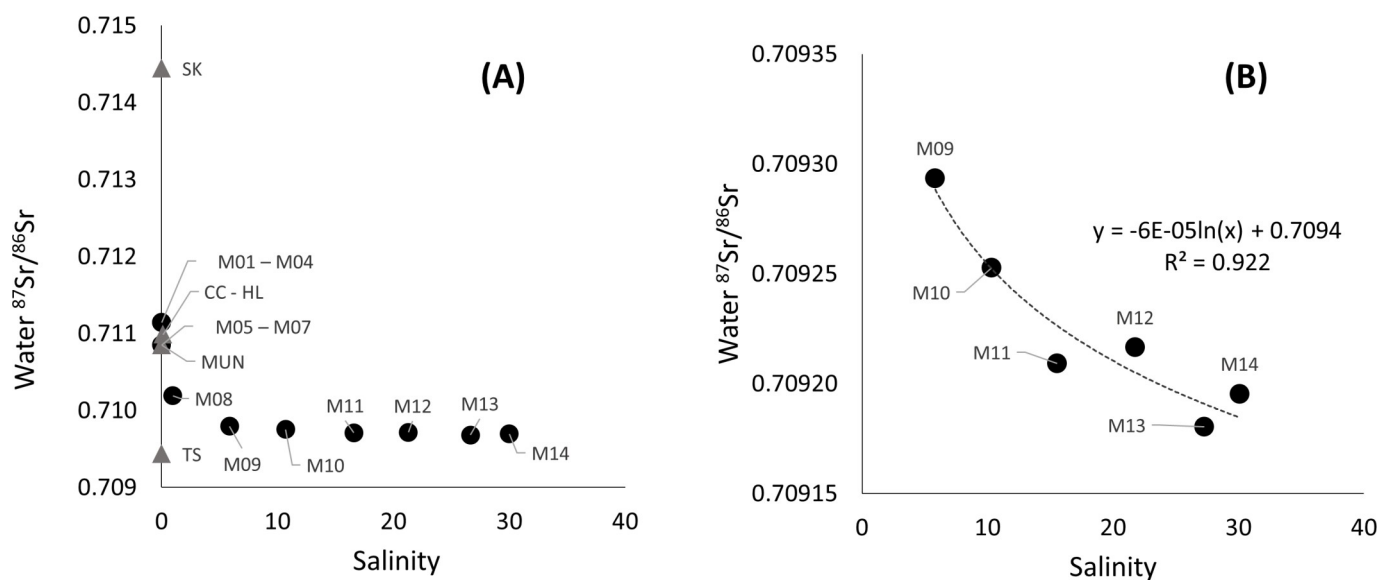 (A)
Water ⁸⁷Sr/⁸⁶Sr
0.715
0.714
0.713
0.712
0.711
0.710
0.709
SK
M01 – M04
CC - HL
M05 – M07
MUN
M08
TS
M09
M10
M11
M12
M13
M14
0
10
20
30
40
Salinity
(B)
Water ⁸⁷Sr/⁸⁶Sr
0.70935
0.70930
0.70925
0.70920
0.70915
M09
y = -6E-05ln(x) + 0.7094
R² = 0.922
M10
M11
M12
M14
M13
0
10
20
30
40
Salinity